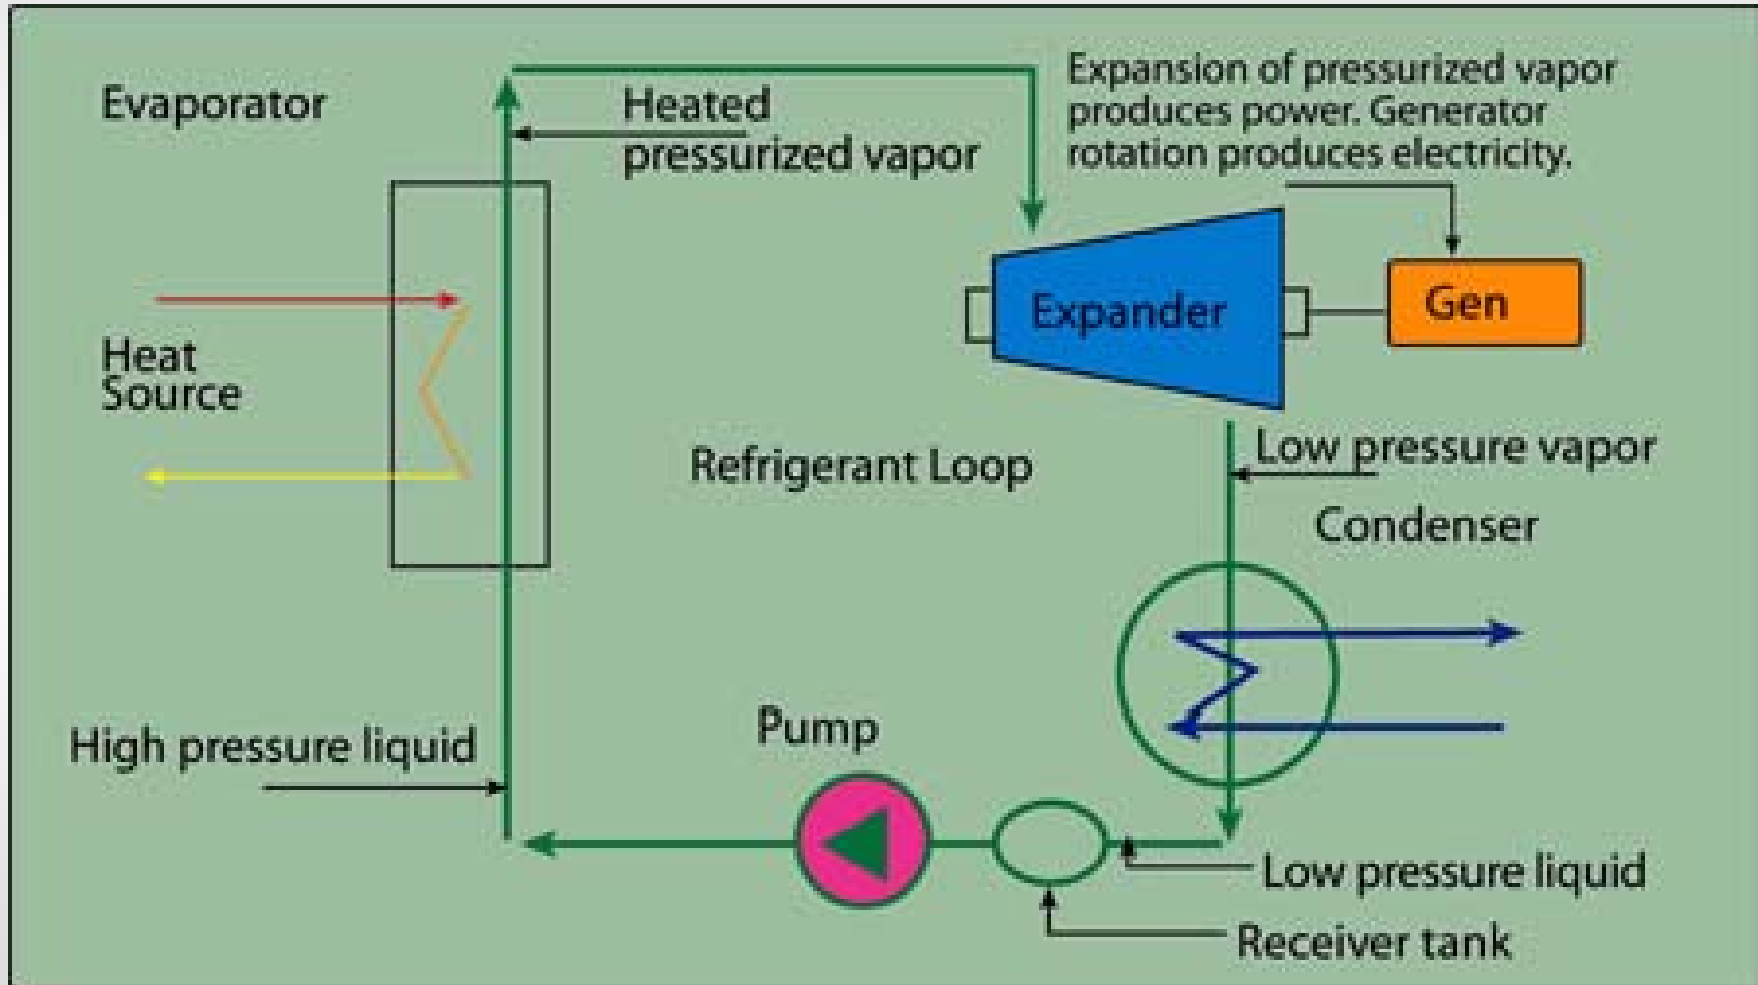 Evaporator
Heated
pressurized vapor
Expansion of pressurized vapor
produces power. Generator
rotation produces electricity.
Heat
Source
Expander
Gen
Refrigerant Loop
Low pressure vapor
Condenser
High pressure liquid
Pump
Low pressure liquid
Receiver tank